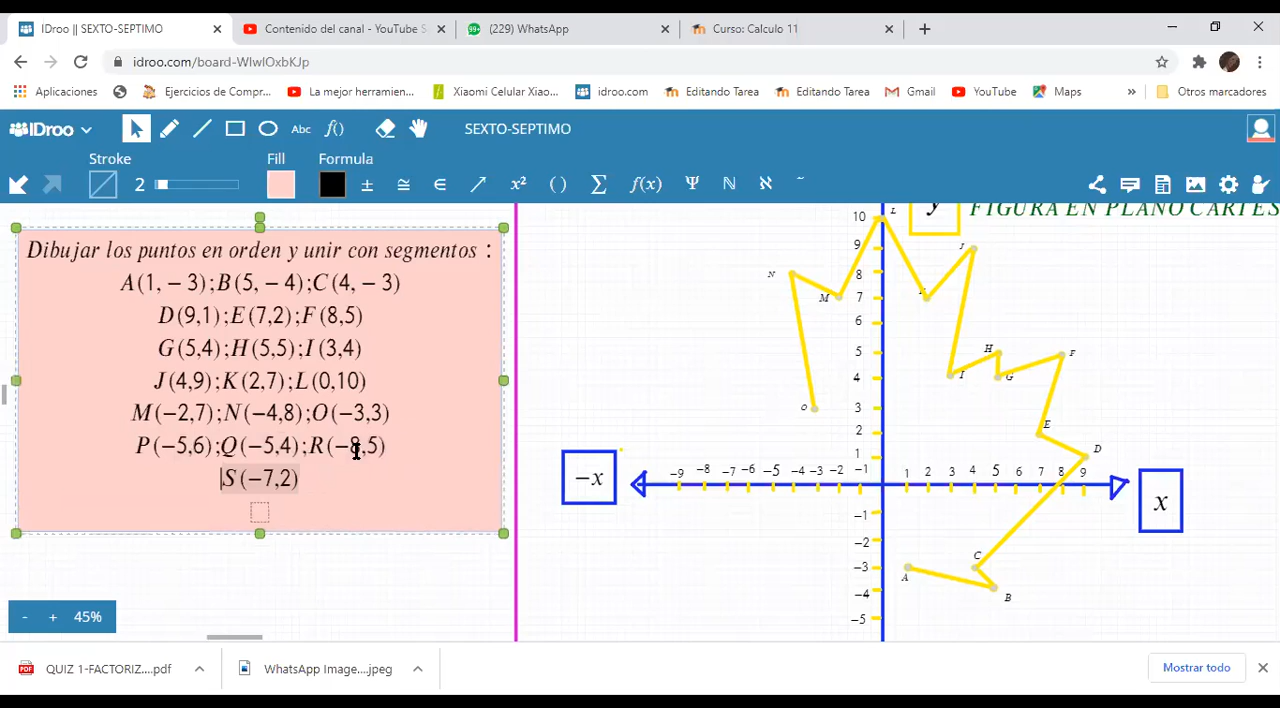 IDroo || SEXTO-SEPTIMO
Contenido del canal - YouTube S
(229) WhatsApp
Curso: Calculo 11
idroo.com/board-WIwIOxbKJp
Aplicaciones
Ejercicios de Compr...
La mejor herramien...
Xiaomi Celular Xiao...
idroo.com
Editando Tarea
Editando Tarea
Gmail
YouTube
Maps
»
Otros marcadores
IDroo
Abc
f()
SEXTO-SEPTIMO
Stroke
Fill
Formula
2
± ≅ ∈ x² ( ) ∑ f(x) Ψ ℕ ℵ ~
Dibujar los puntos en orden y unir con segmentos :
A(1, − 3);B(5, − 4);C(4, − 3)
D(9,1);E(7,2);F(8,5)
G(5,4);H(5,5);I(3,4)
J(4,9);K(2,7);L(0,10)
M(−2,7);N(−4,8);O(−3,3)
P(−5,6);Q(−5,4);R(−8,5)
S(−7,2)
y
FIGURA EN PLANO CARTES
10
L
9
J
8
N
7
M
6
5
H
F
4
I
G
3
O
2
E
1
D
−9 −8 −7 −6 −5 −4 −3 −2 −1 1 2 3 4 5 6 7 8 9
−x
x
−1
−2
−3
C
A
−4
B
−5
- + 45%
QUIZ 1-FACTORIZ....pdf
WhatsApp Image....jpeg
Mostrar todo